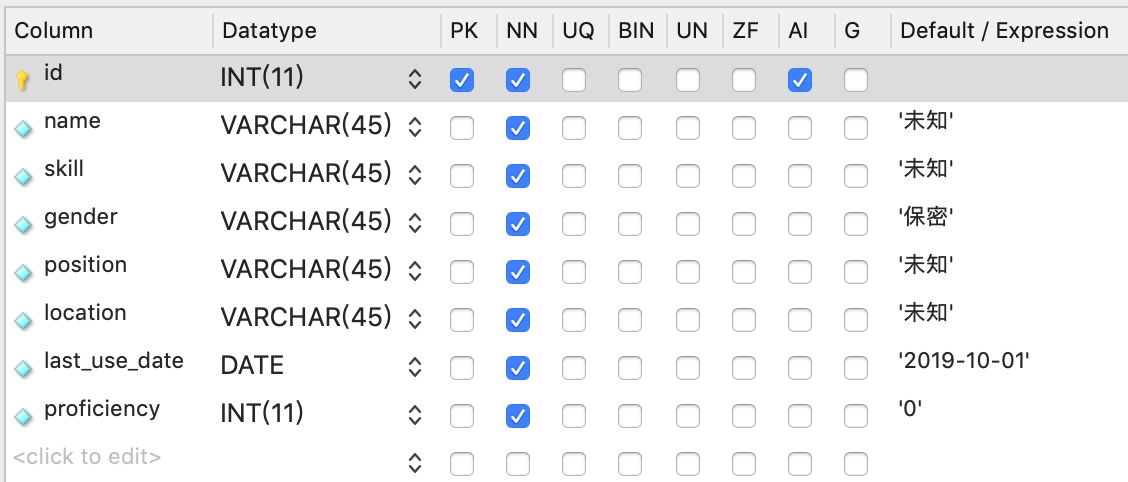 Column Datatype PK NN UQ BIN UN ZF AI G Default / Expression
id INT(11)
name VARCHAR(45) '未知'
skill VARCHAR(45) '未知'
gender VARCHAR(45) '保密'
position VARCHAR(45) '未知'
location VARCHAR(45) '未知'
last_use_date DATE '2019-10-01'
proficiency INT(11) '0'
<click to edit>